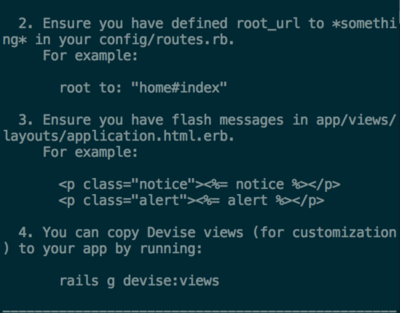 2. Ensure you have defined root_url to *somethi
ng* in your config/routes.rb.
For example:
root to: "home#index"
3. Ensure you have flash messages in app/views/
layouts/application.html.erb.
For example:
<p class="notice"><%= notice %></p>
<p class="alert"><%= alert %></p>
4. You can copy Devise views (for customization
) to your app by running:
rails g devise:views